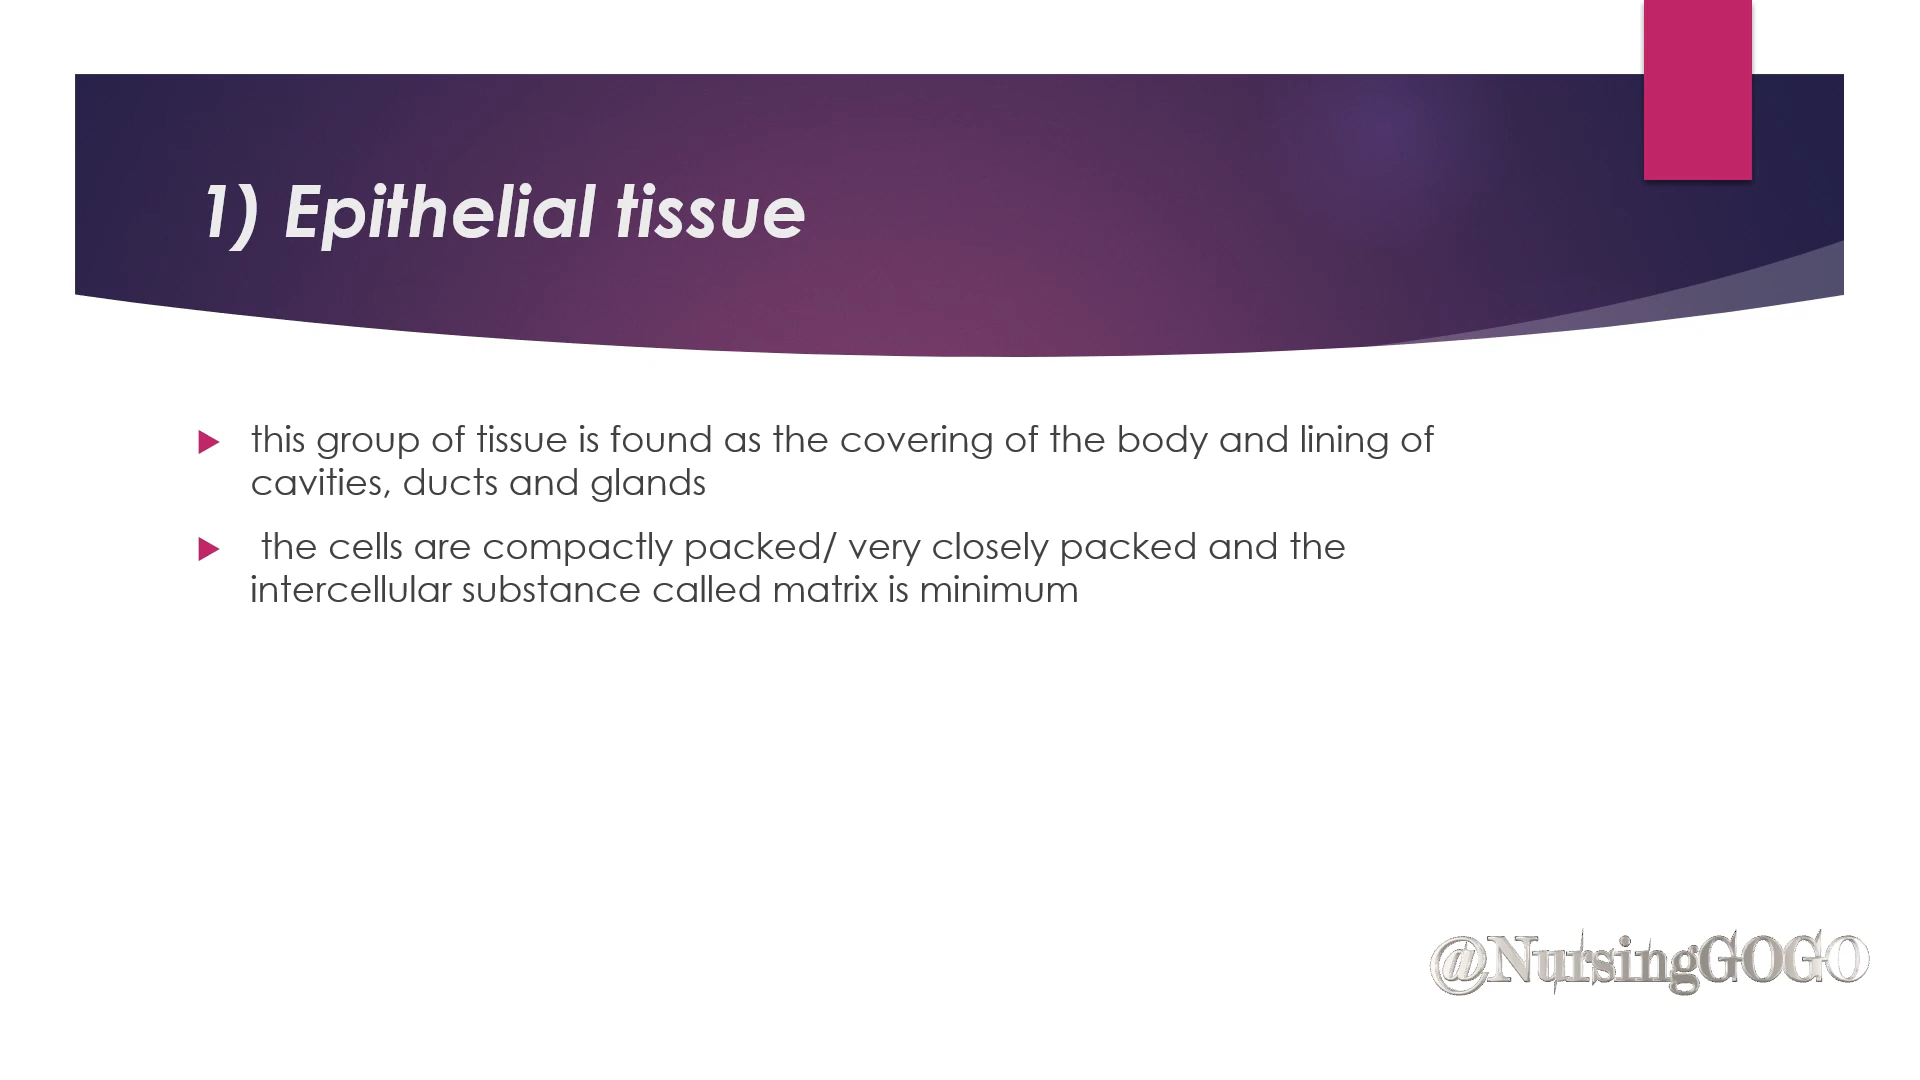 1) Epithelial tissue
this group of tissue is found as the covering of the body and lining of
cavities, ducts and glands
the cells are compactly packed/ very closely packed and the
intercellular substance called matrix is minimum
@NursingGOGO